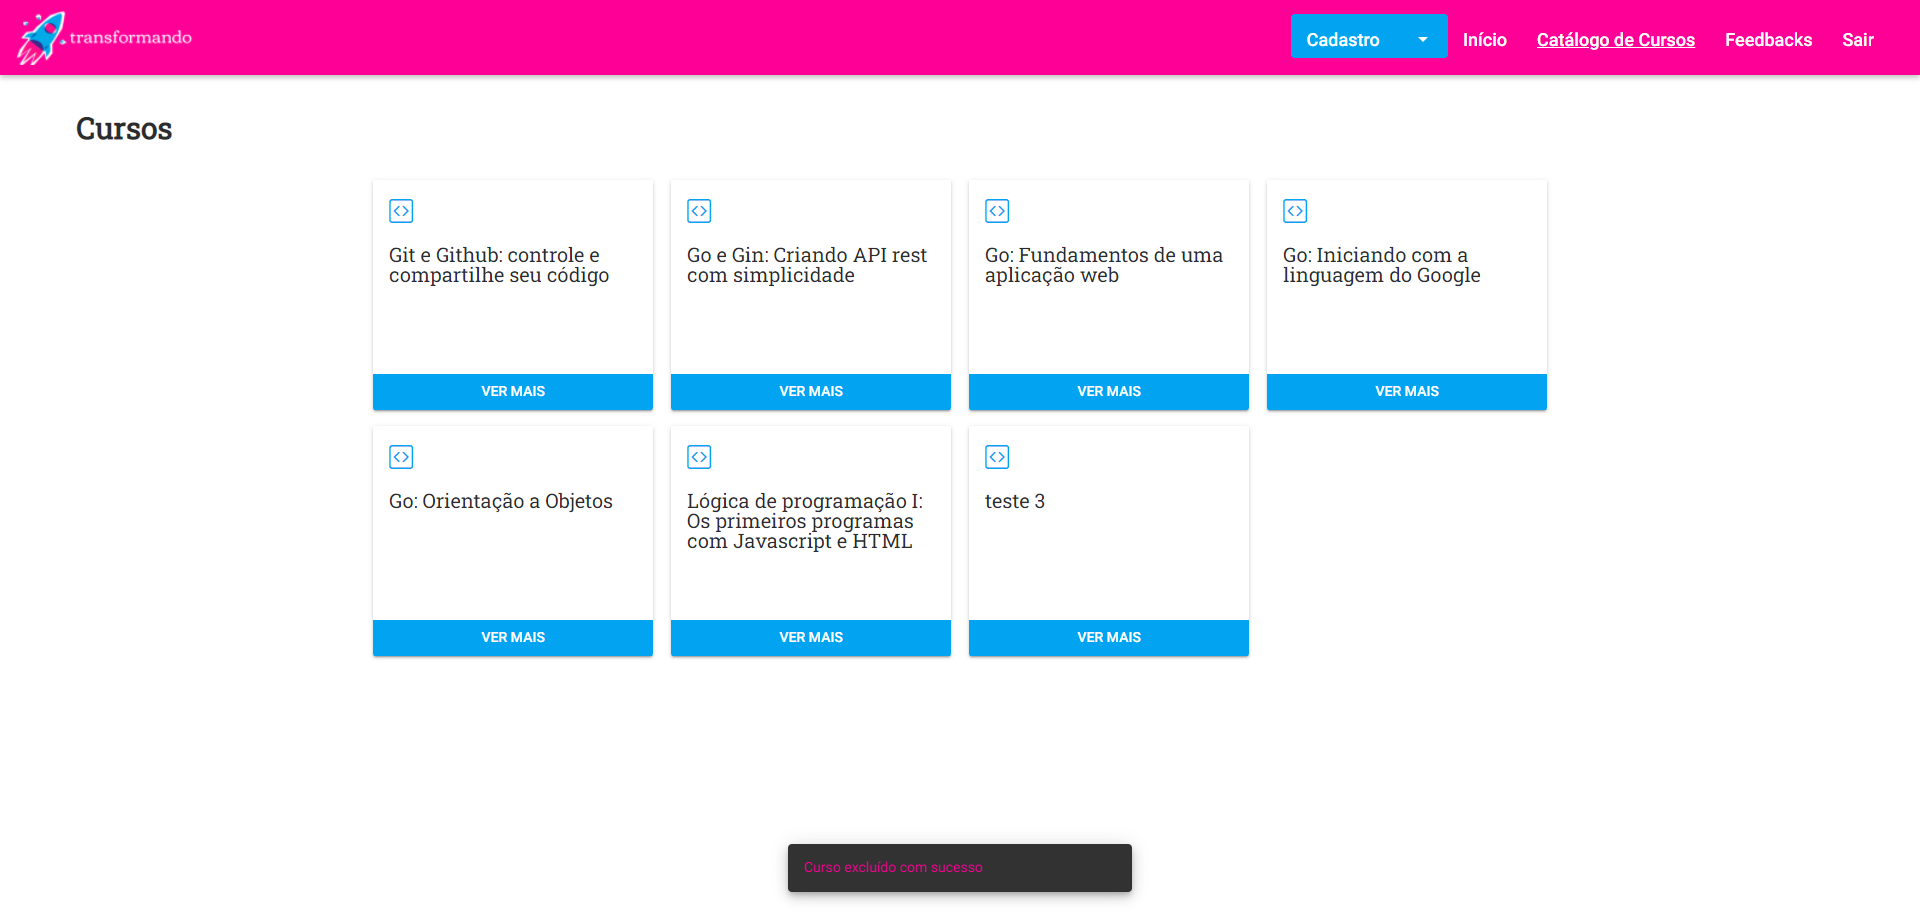 transformando
Cadastro
Início
Catálogo de Cursos
Feedbacks
Sair
Cursos
Git e Github: controle e
compartilhe seu código
VER MAIS
Go e Gin: Criando API rest
com simplicidade
VER MAIS
Go: Fundamentos de uma
aplicação web
VER MAIS
Go: Iniciando com a
linguagem do Google
VER MAIS
Go: Orientação a Objetos
VER MAIS
Lógica de programação I:
Os primeiros programas
com Javascript e HTML
VER MAIS
teste 3
VER MAIS
Curso excluído com sucesso